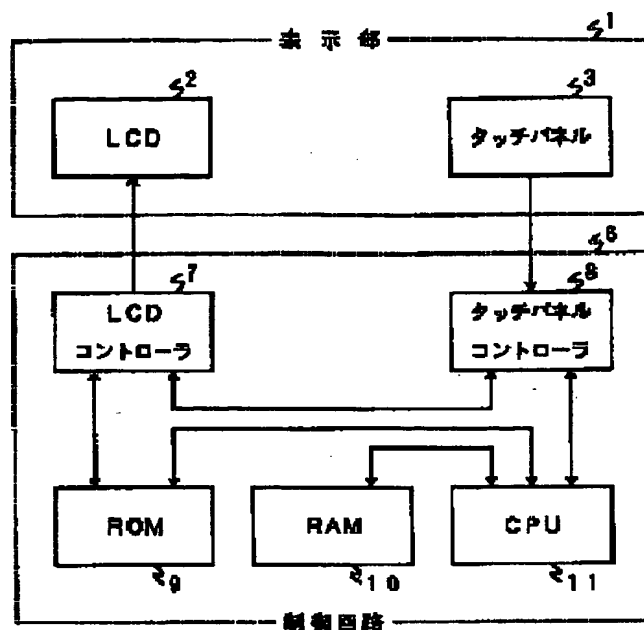 1
表示部
2
3
LCD
タッチパネル
6
7
8
LCD
コントローラ
タッチパネル
コントローラ
ROM
RAM
CPU
9
10
11
制御回路